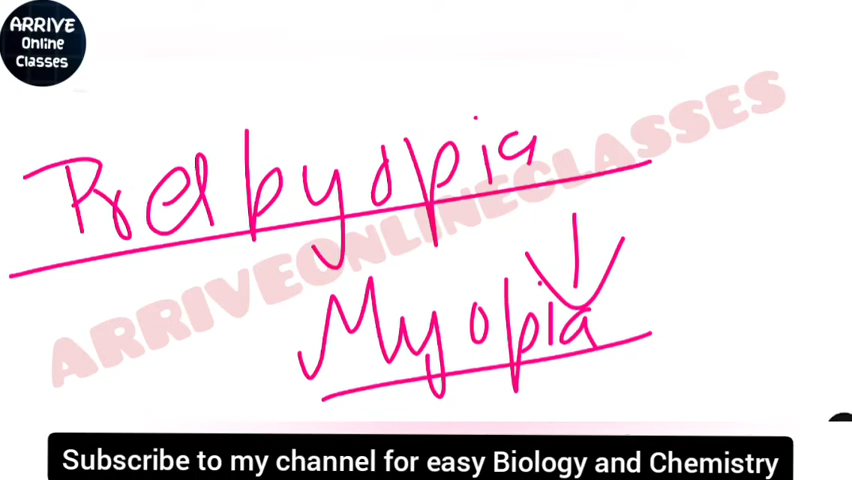 ARRIVE
Online
Classes
Presbyopia
ARRIVEONLINECLASSES
Myopia
Subscribe to my channel for easy Biology and Chemistry